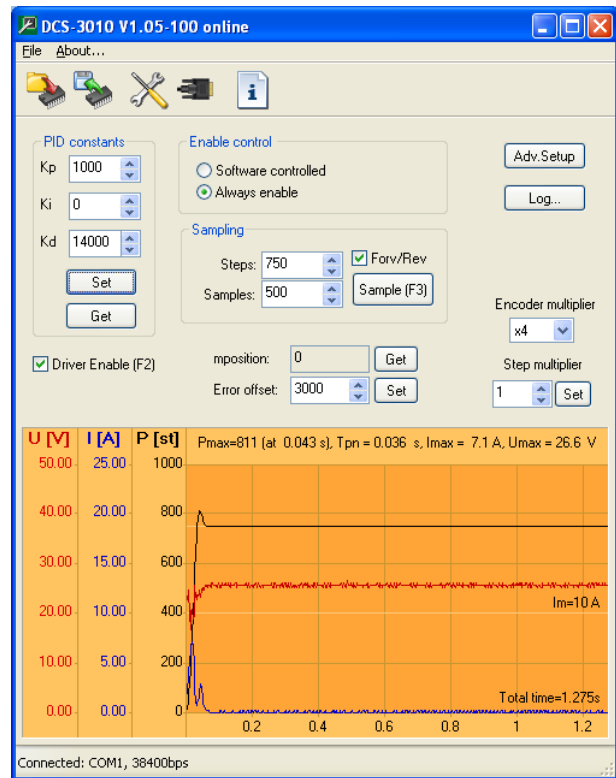 DCS-3010 V1.05-100 online
File About...
PID constants
Kp 1000
Ki 0
Kd 14000
Set
Get
Enable control
Software controlled
Always enable
Adv.Setup
Log...
Sampling
Steps: 750
Forv/Rev
Samples: 500
Sample (F3)
Encoder multiplier
x4
Driver Enable (F2)
mposition: 0 Get
Error offset: 3000 Set
Step multiplier
1 Set
U [V] I [A] P [st] Pmax=811 (at 0.043 s), Tpn = 0.036 s, Imax = 7.1 A, Umax = 26.6 V
50.00 25.00 1000
40.00 20.00 800
30.00 15.00 600
20.00 10.00 400
Im=10 A
10.00 5.00 200
Total time=1.275s
0.00 0.00 0
0.2 0.4 0.6 0.8 1 1.2
Connected: COM1, 38400bps